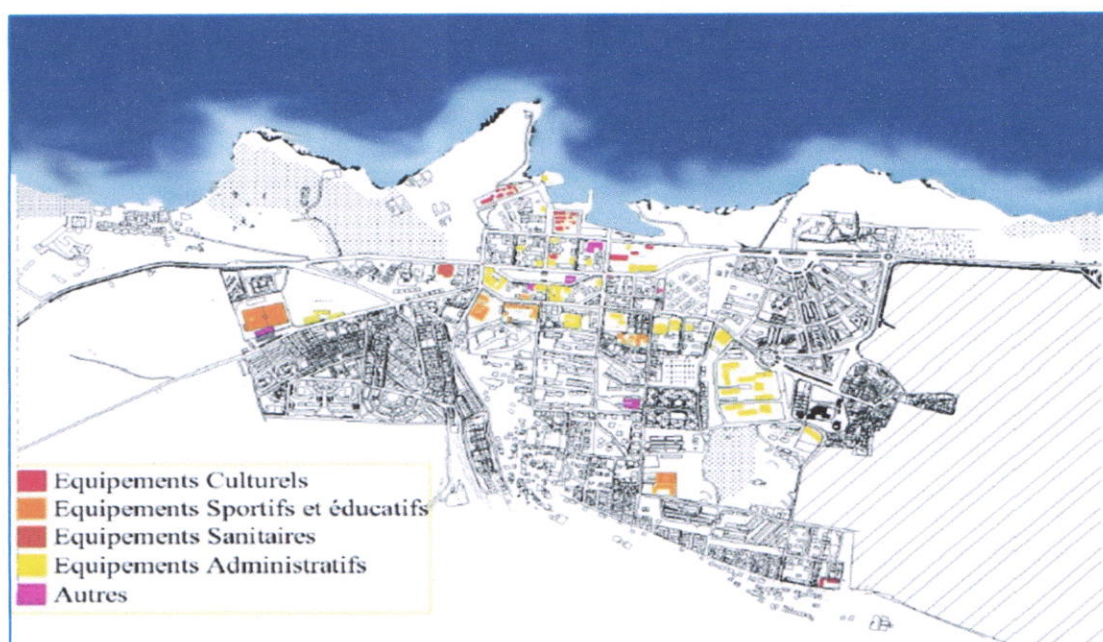 Equipements Culturels
Equipements Sportifs et éducatifs
Equipements Sanitaires
Equipements Administratifs
Autres